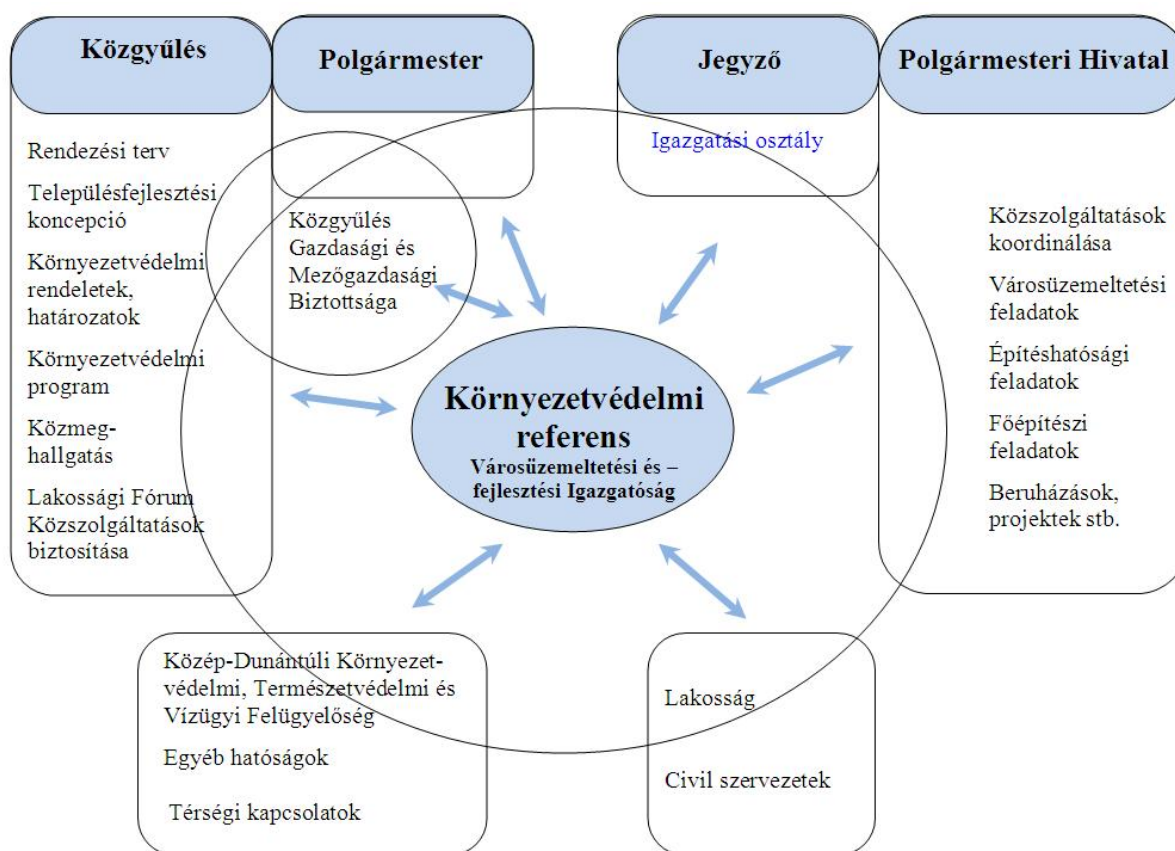 Közgyűlés
Polgármester
Jegyző
Polgármesteri Hivatal
Rendezési terv
Településfejlesztési
koncepció
Környezetvédelmi
rendeletek,
határozatok
Környezetvédelmi
program
Közmeg-
hallgatás
Lakossági Fórum
Közszolgáltatások
biztosítása
Közgyűlés
Gazdasági és
Mezőgazdasági
Biztottsága
Igazgatási osztály
Közszolgáltatások
koordinálása
Városüzemeltetési
feladatok
Építéshatósági
feladatok
Főépítészi
feladatok
Beruházások,
projektek stb.
Környezetvédelmi
referens
Városüzemeltetési és –
fejlesztési Igazgatóság
Közép-Dunántúli Környezet-
védelmi, Természetvédelmi és
Vízügyi Felügyelőség
Egyéb hatóságok
Térségi kapcsolatok
Lakosság
Civil szervezetek